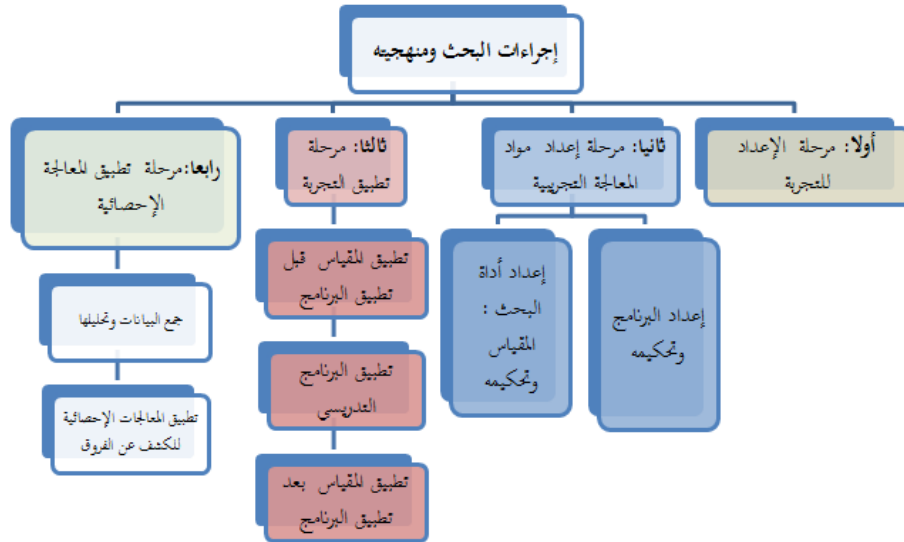 إجراءات البحث ومنهجيته
أولا: مرحلة الإعداد
للتجربة
ثانيا: مرحلة إعداد مواد
المعالجة التجريبية
إعداد البرنامج
وتحكيمه
إعداد أداة
البحث :
المقياس
وتحكيمه
ثالثا: مرحلة
تطبيق التجربة
تطبيق المقياس قبل
تطبيق البرنامج
تطبيق البرنامج
التدريسي
تطبيق المقياس بعد
تطبيق البرنامج
رابعا:مرحلة تطبيق المعالجة
الإحصائية
جمع البيانات وتحليلها
تطبيق المعالجات الإحصائية
للكشف عن الفروق